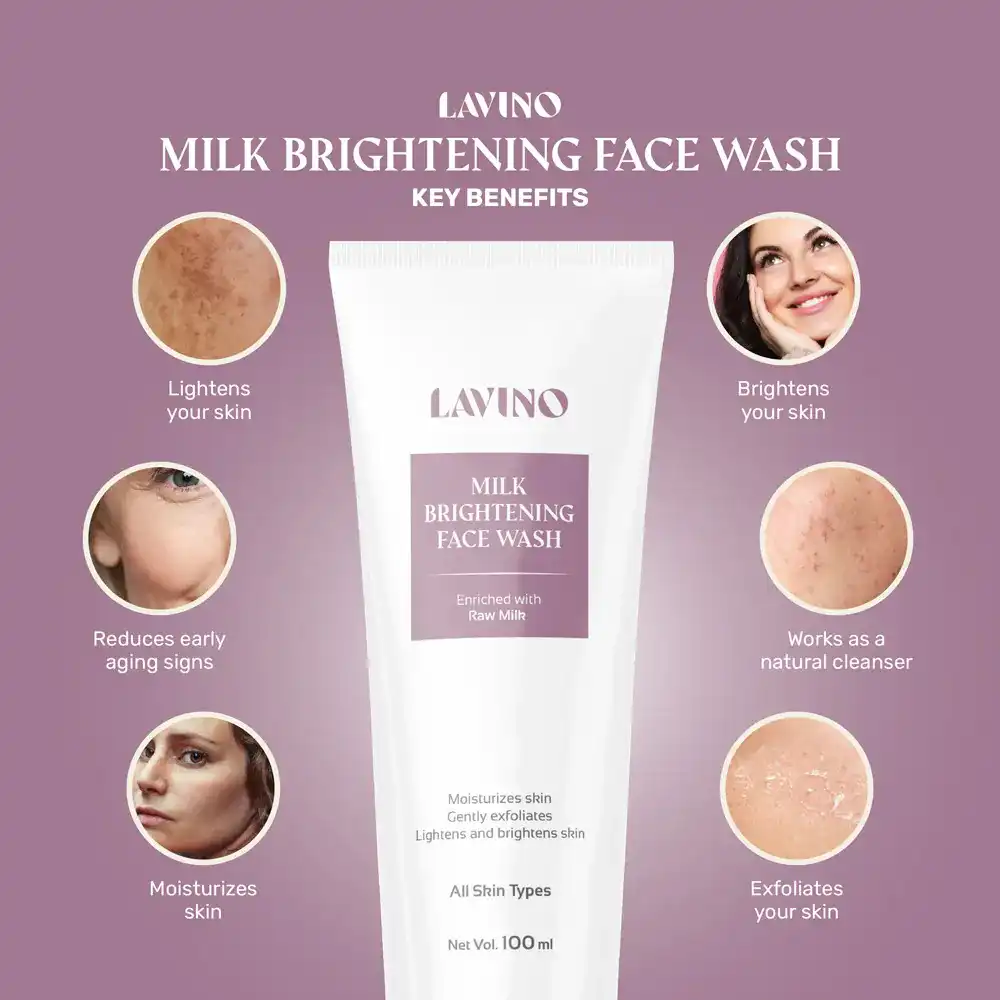 LAVINO
MILK BRIGHTENING FACE WASH
KEY BENEFITS
Lightens
your skin
Brightens
your skin
Reduces early
aging signs
Works as a
natural cleanser
Moisturizes
skin
Exfoliates
your skin
LAVINO
MILK
BRIGHTENING
FACE WASH
Enriched with
Raw Milk
Moisturizes skin
Gently exfoliates
Lightens and brightens skin
All Skin Types
Net Vol. 100 ml